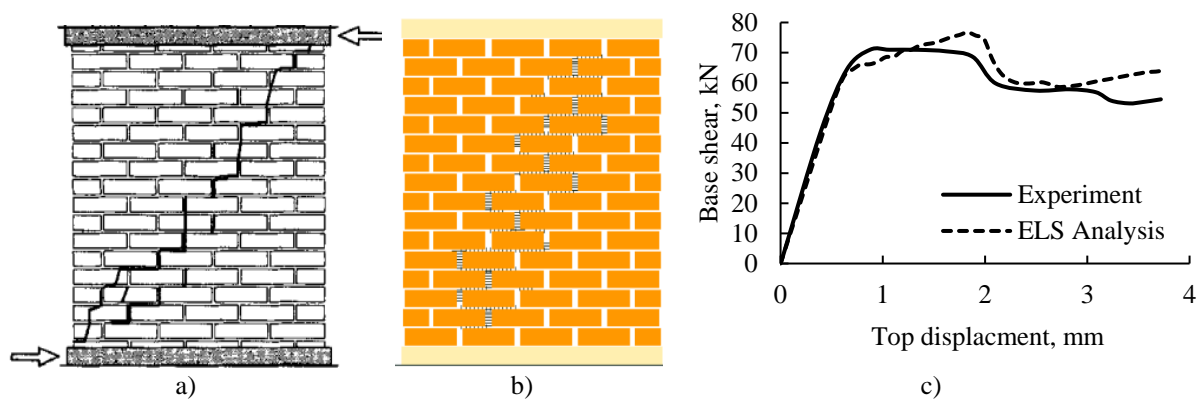 80
70
60
50
40
30
20
10
0
Base shear, kN
Experiment
ELS Analysis
0 1 2 3 4
Top displacment, mm
a) b) c)